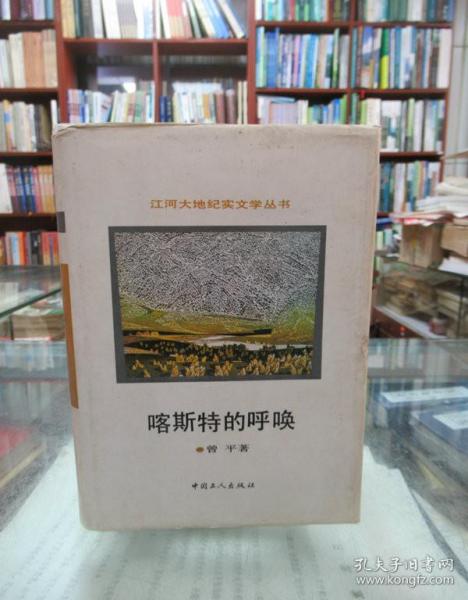 江河大地纪实文学丛书
喀斯特的呼唤
曾 平著
中国工人出版社
孔夫子旧书网
www.kongfz.com